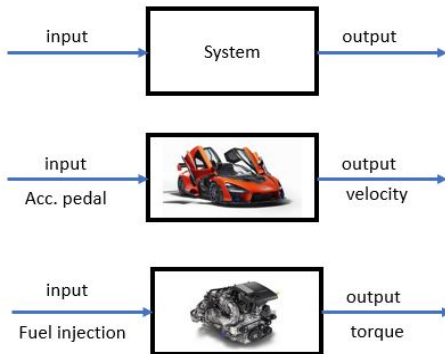 input
System
output
input
Acc. pedal
output
velocity
input
Fuel injection
output
torque